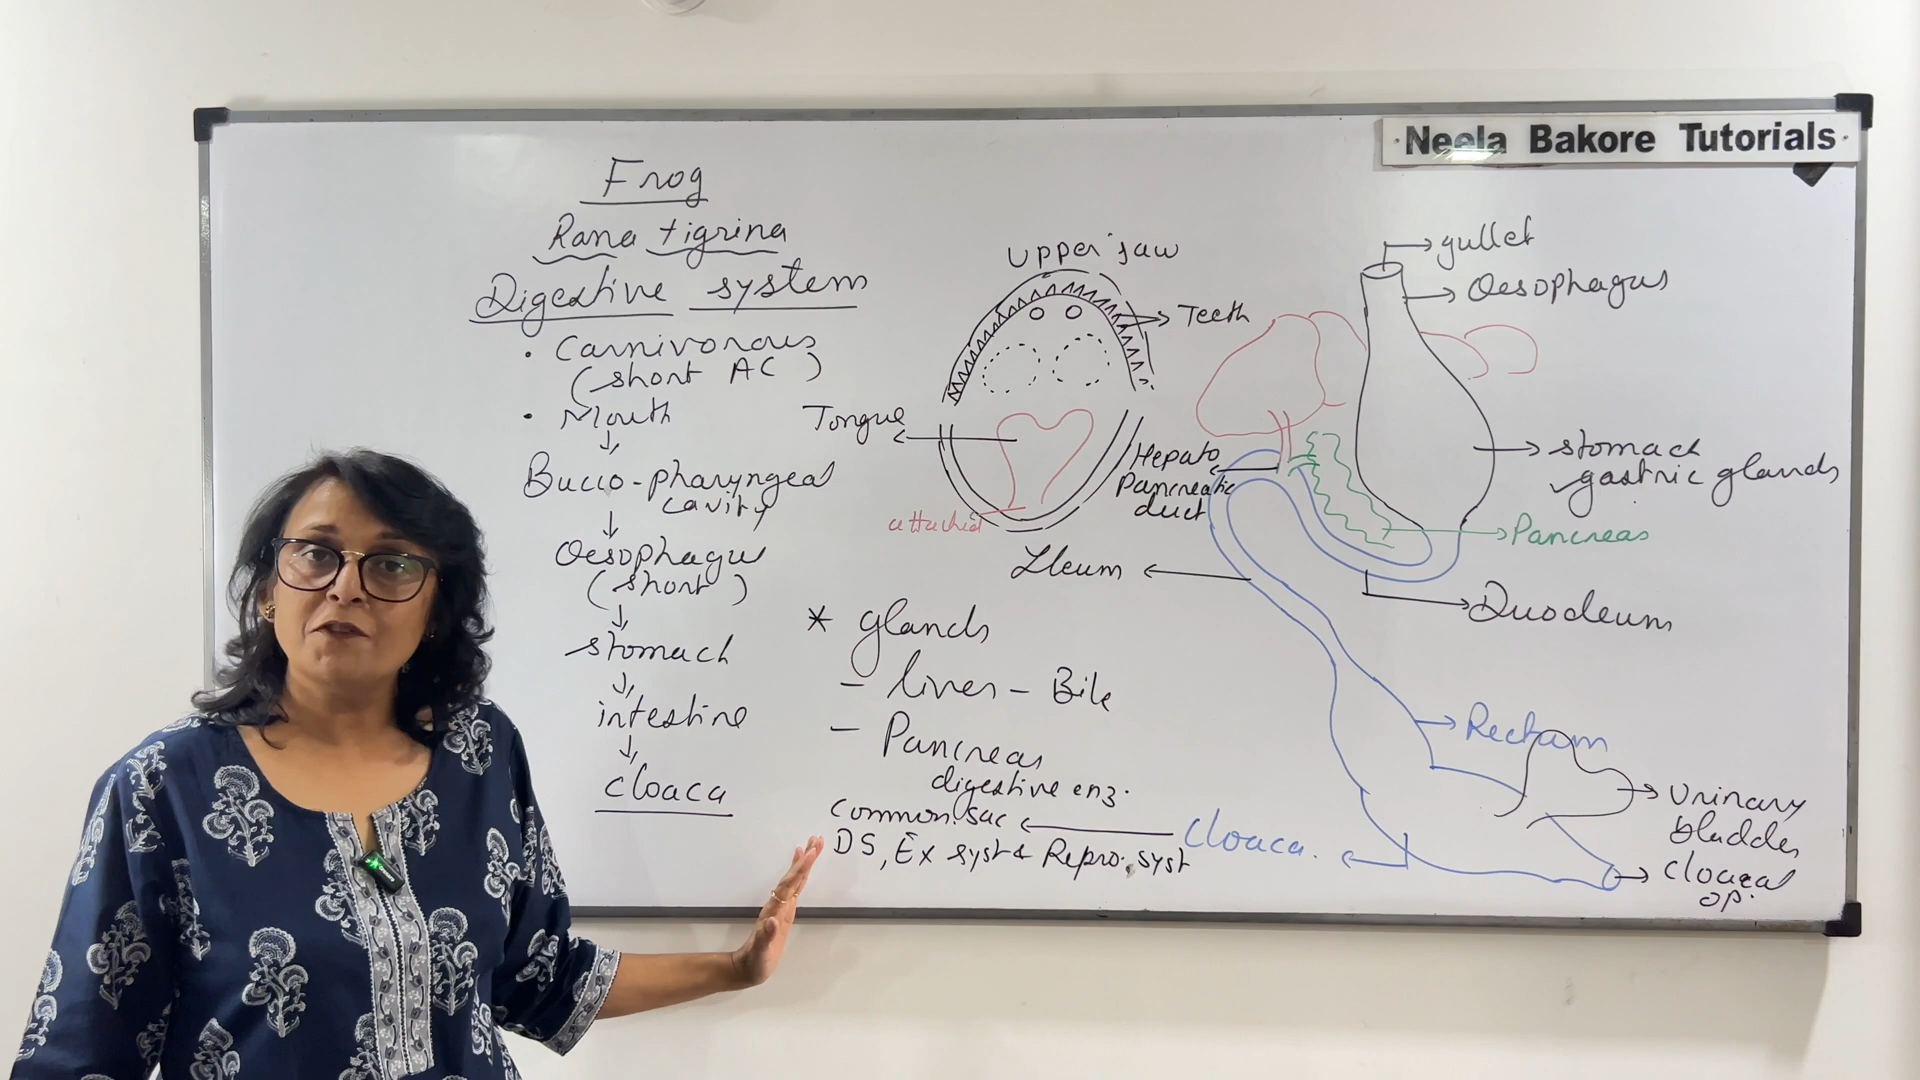 Neela Bakore Tutorials
Frog
Rana tigrina
Digestive system
• Carnivorous
(short AC)
• Mouth
Bucco-pharyngeal
cavity
Oesophagus
(short)
stomach
intestine
cloaca
Upper jaw
Teeth
Tongue
attached
* glands
- liver - Bile
- Pancreas
digestive enz.
Common sac
DS, Ex syst & Repro. syst
gullet
Oesophagus
stomach
gastric glands
Hepato
Pancreatic
duct
Pancreas
Ileum
Duodeum
Rectum
Urinary
bladder
Cloaca.
Cloacal
op.